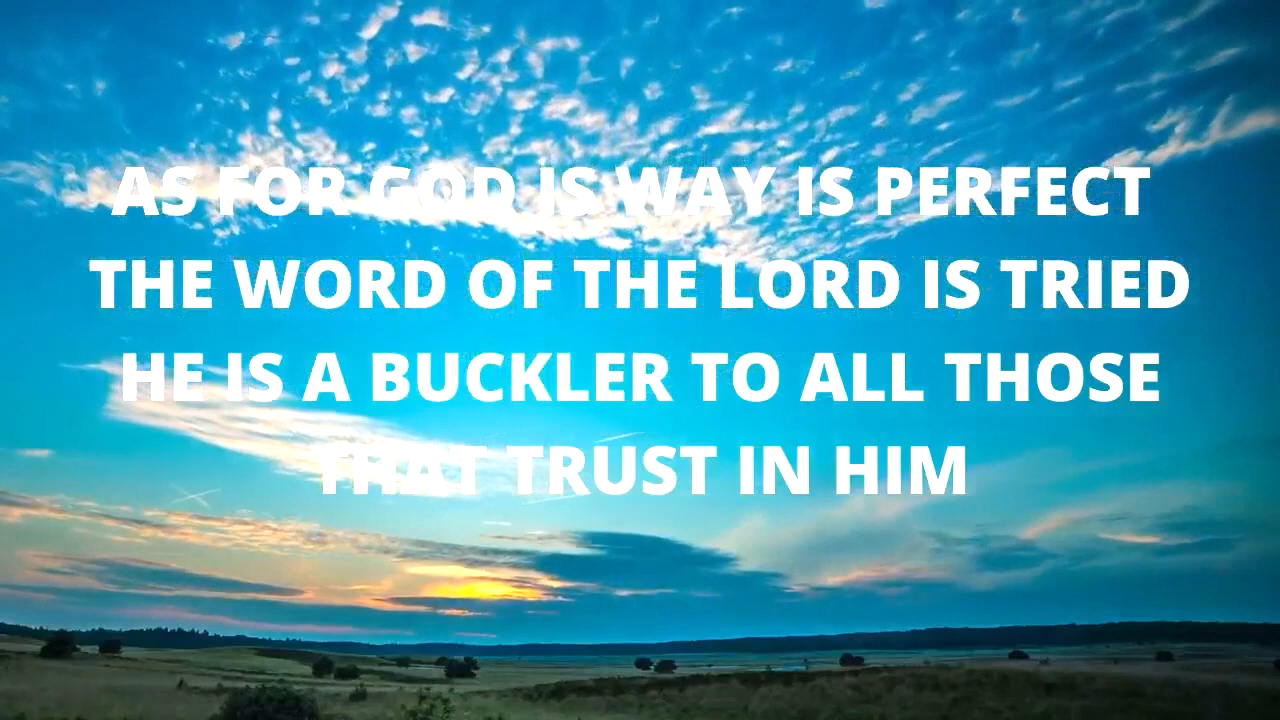 AS FOR GOD IS WAY IS PERFECT
THE WORD OF THE LORD IS TRIED
HE IS A BUCKLER TO ALL THOSE
THAT TRUST IN HIM